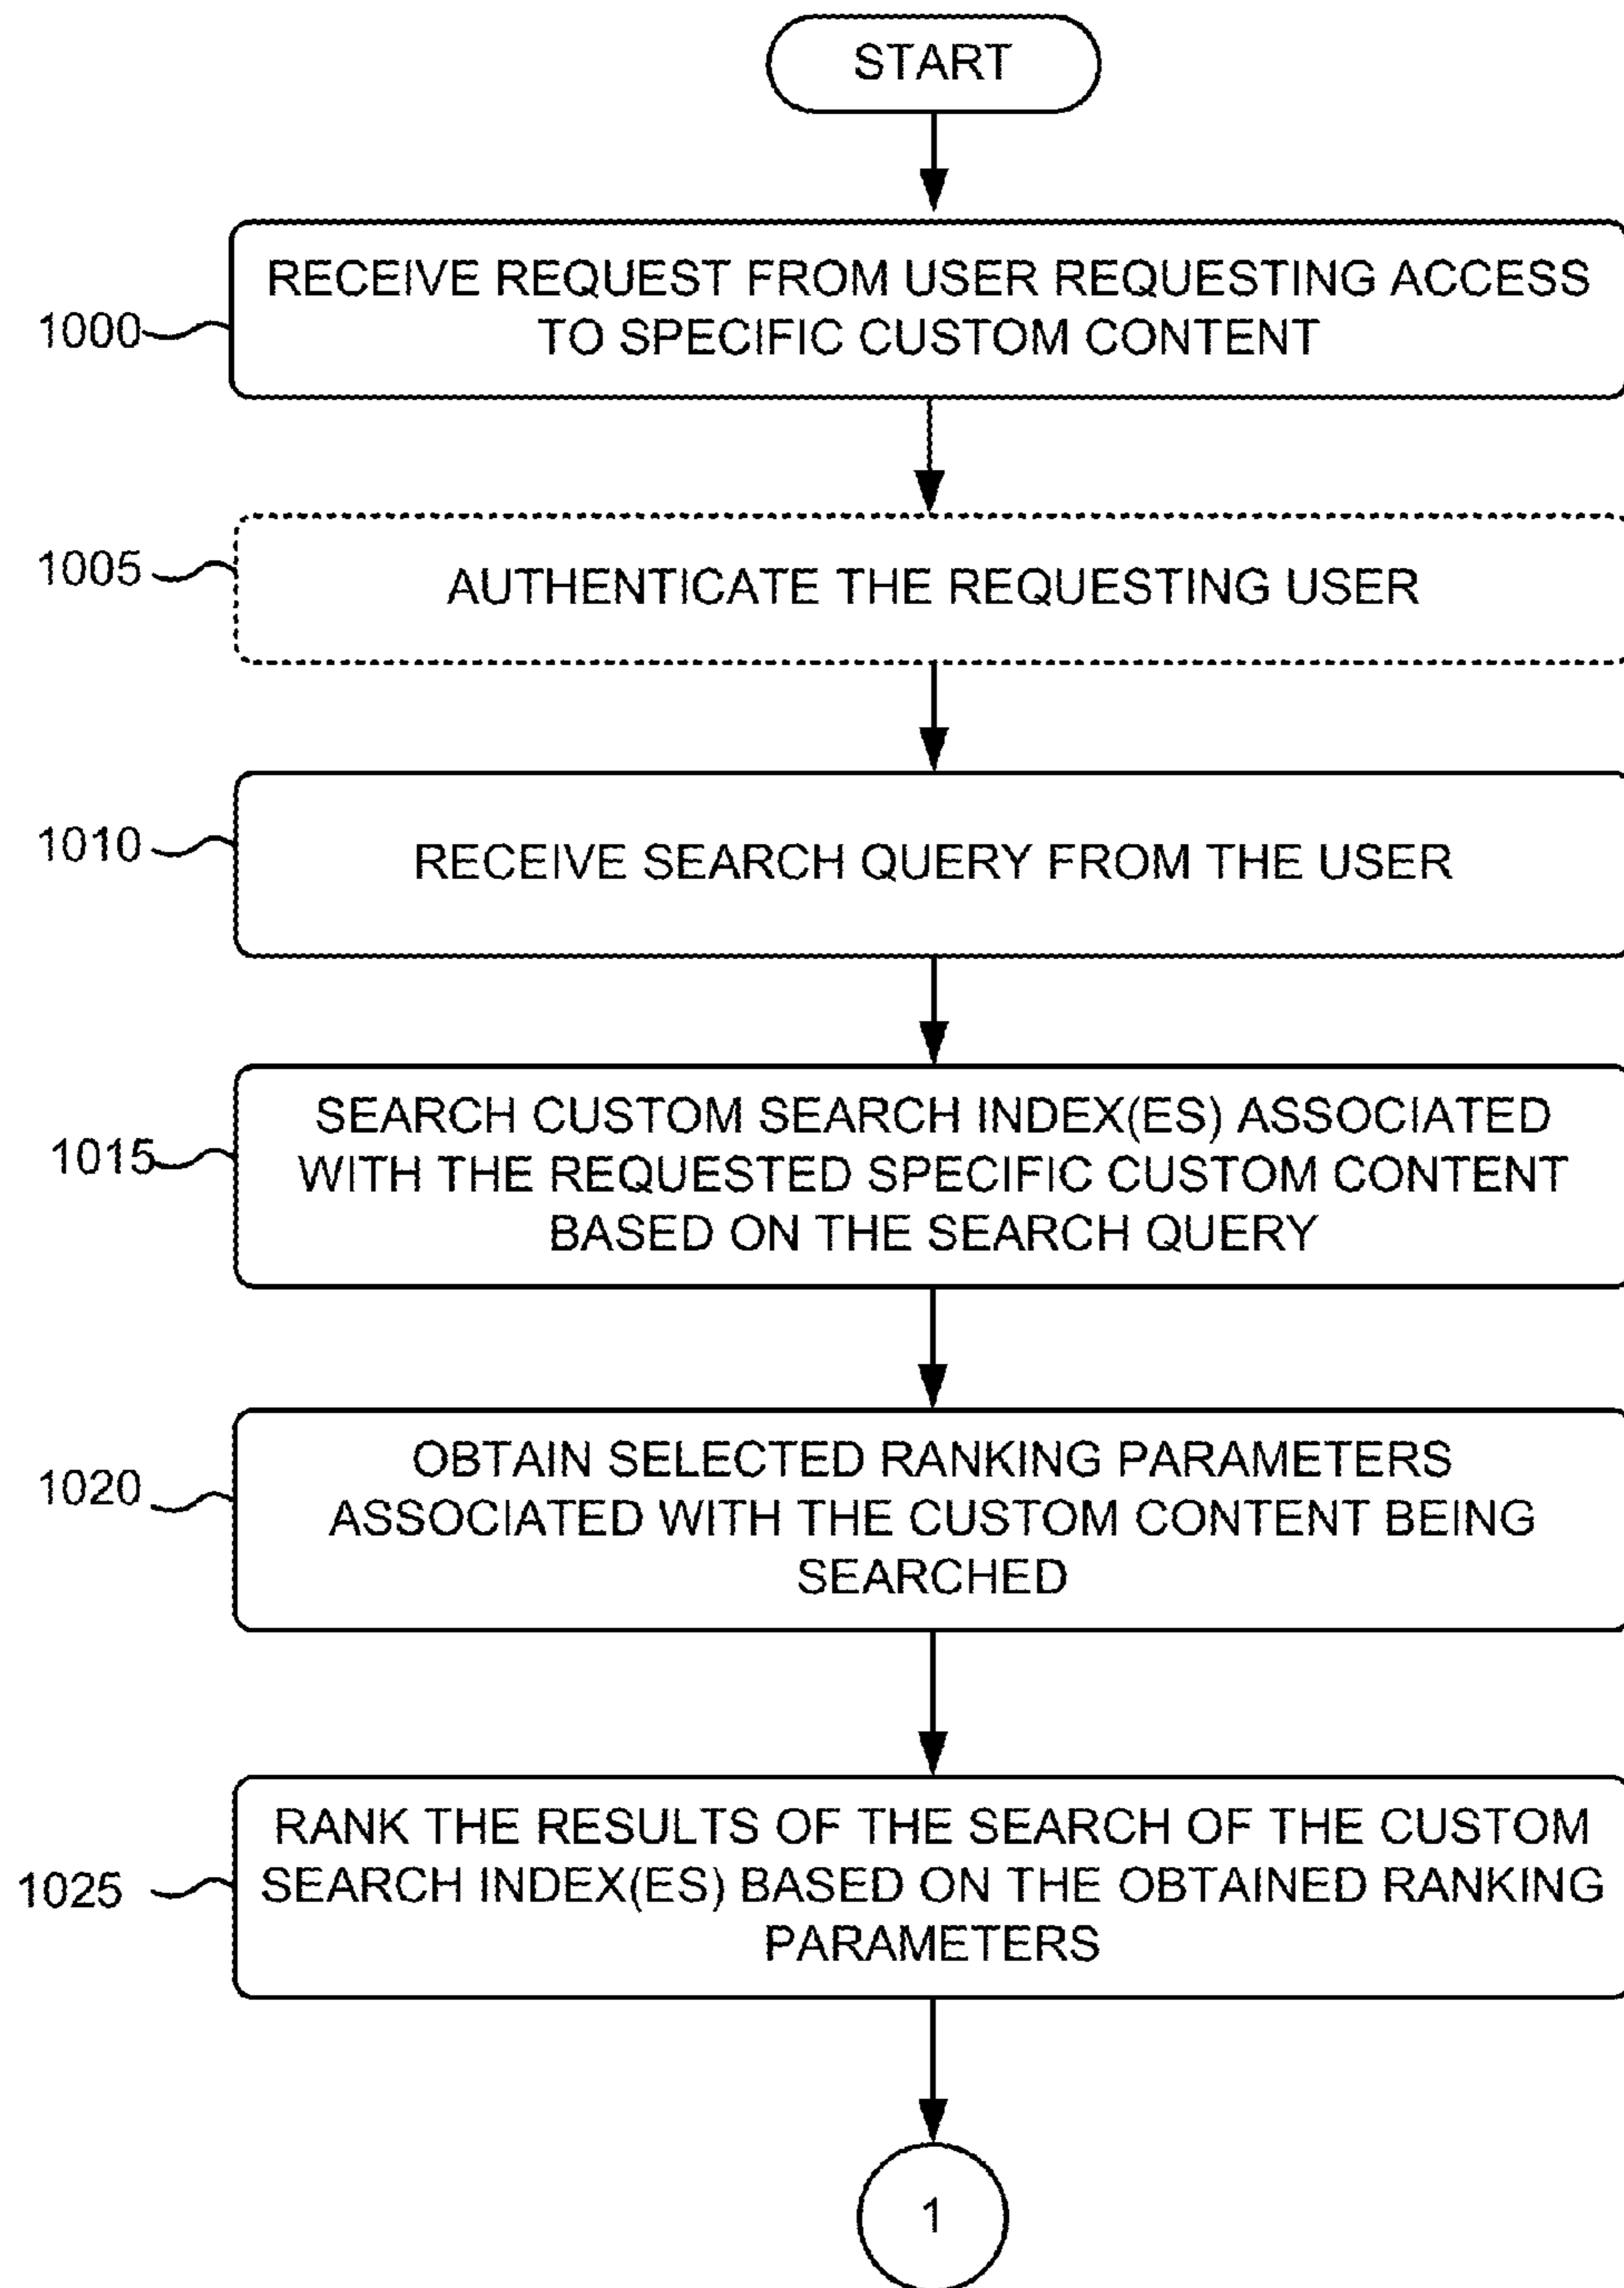 START
RECEIVE REQUEST FROM USER REQUESTING ACCESS
TO SPECIFIC CUSTOM CONTENT
1000
AUTHENTICATE THE REQUESTING USER
1005
RECEIVE SEARCH QUERY FROM THE USER
1010
SEARCH CUSTOM SEARCH INDEX(ES) ASSOCIATED
WITH THE REQUESTED SPECIFIC CUSTOM CONTENT
BASED ON THE SEARCH QUERY
1015
OBTAIN SELECTED RANKING PARAMETERS
ASSOCIATED WITH THE CUSTOM CONTENT BEING
SEARCHED
1020
RANK THE RESULTS OF THE SEARCH OF THE CUSTOM
SEARCH INDEX(ES) BASED ON THE OBTAINED RANKING
PARAMETERS
1025
1